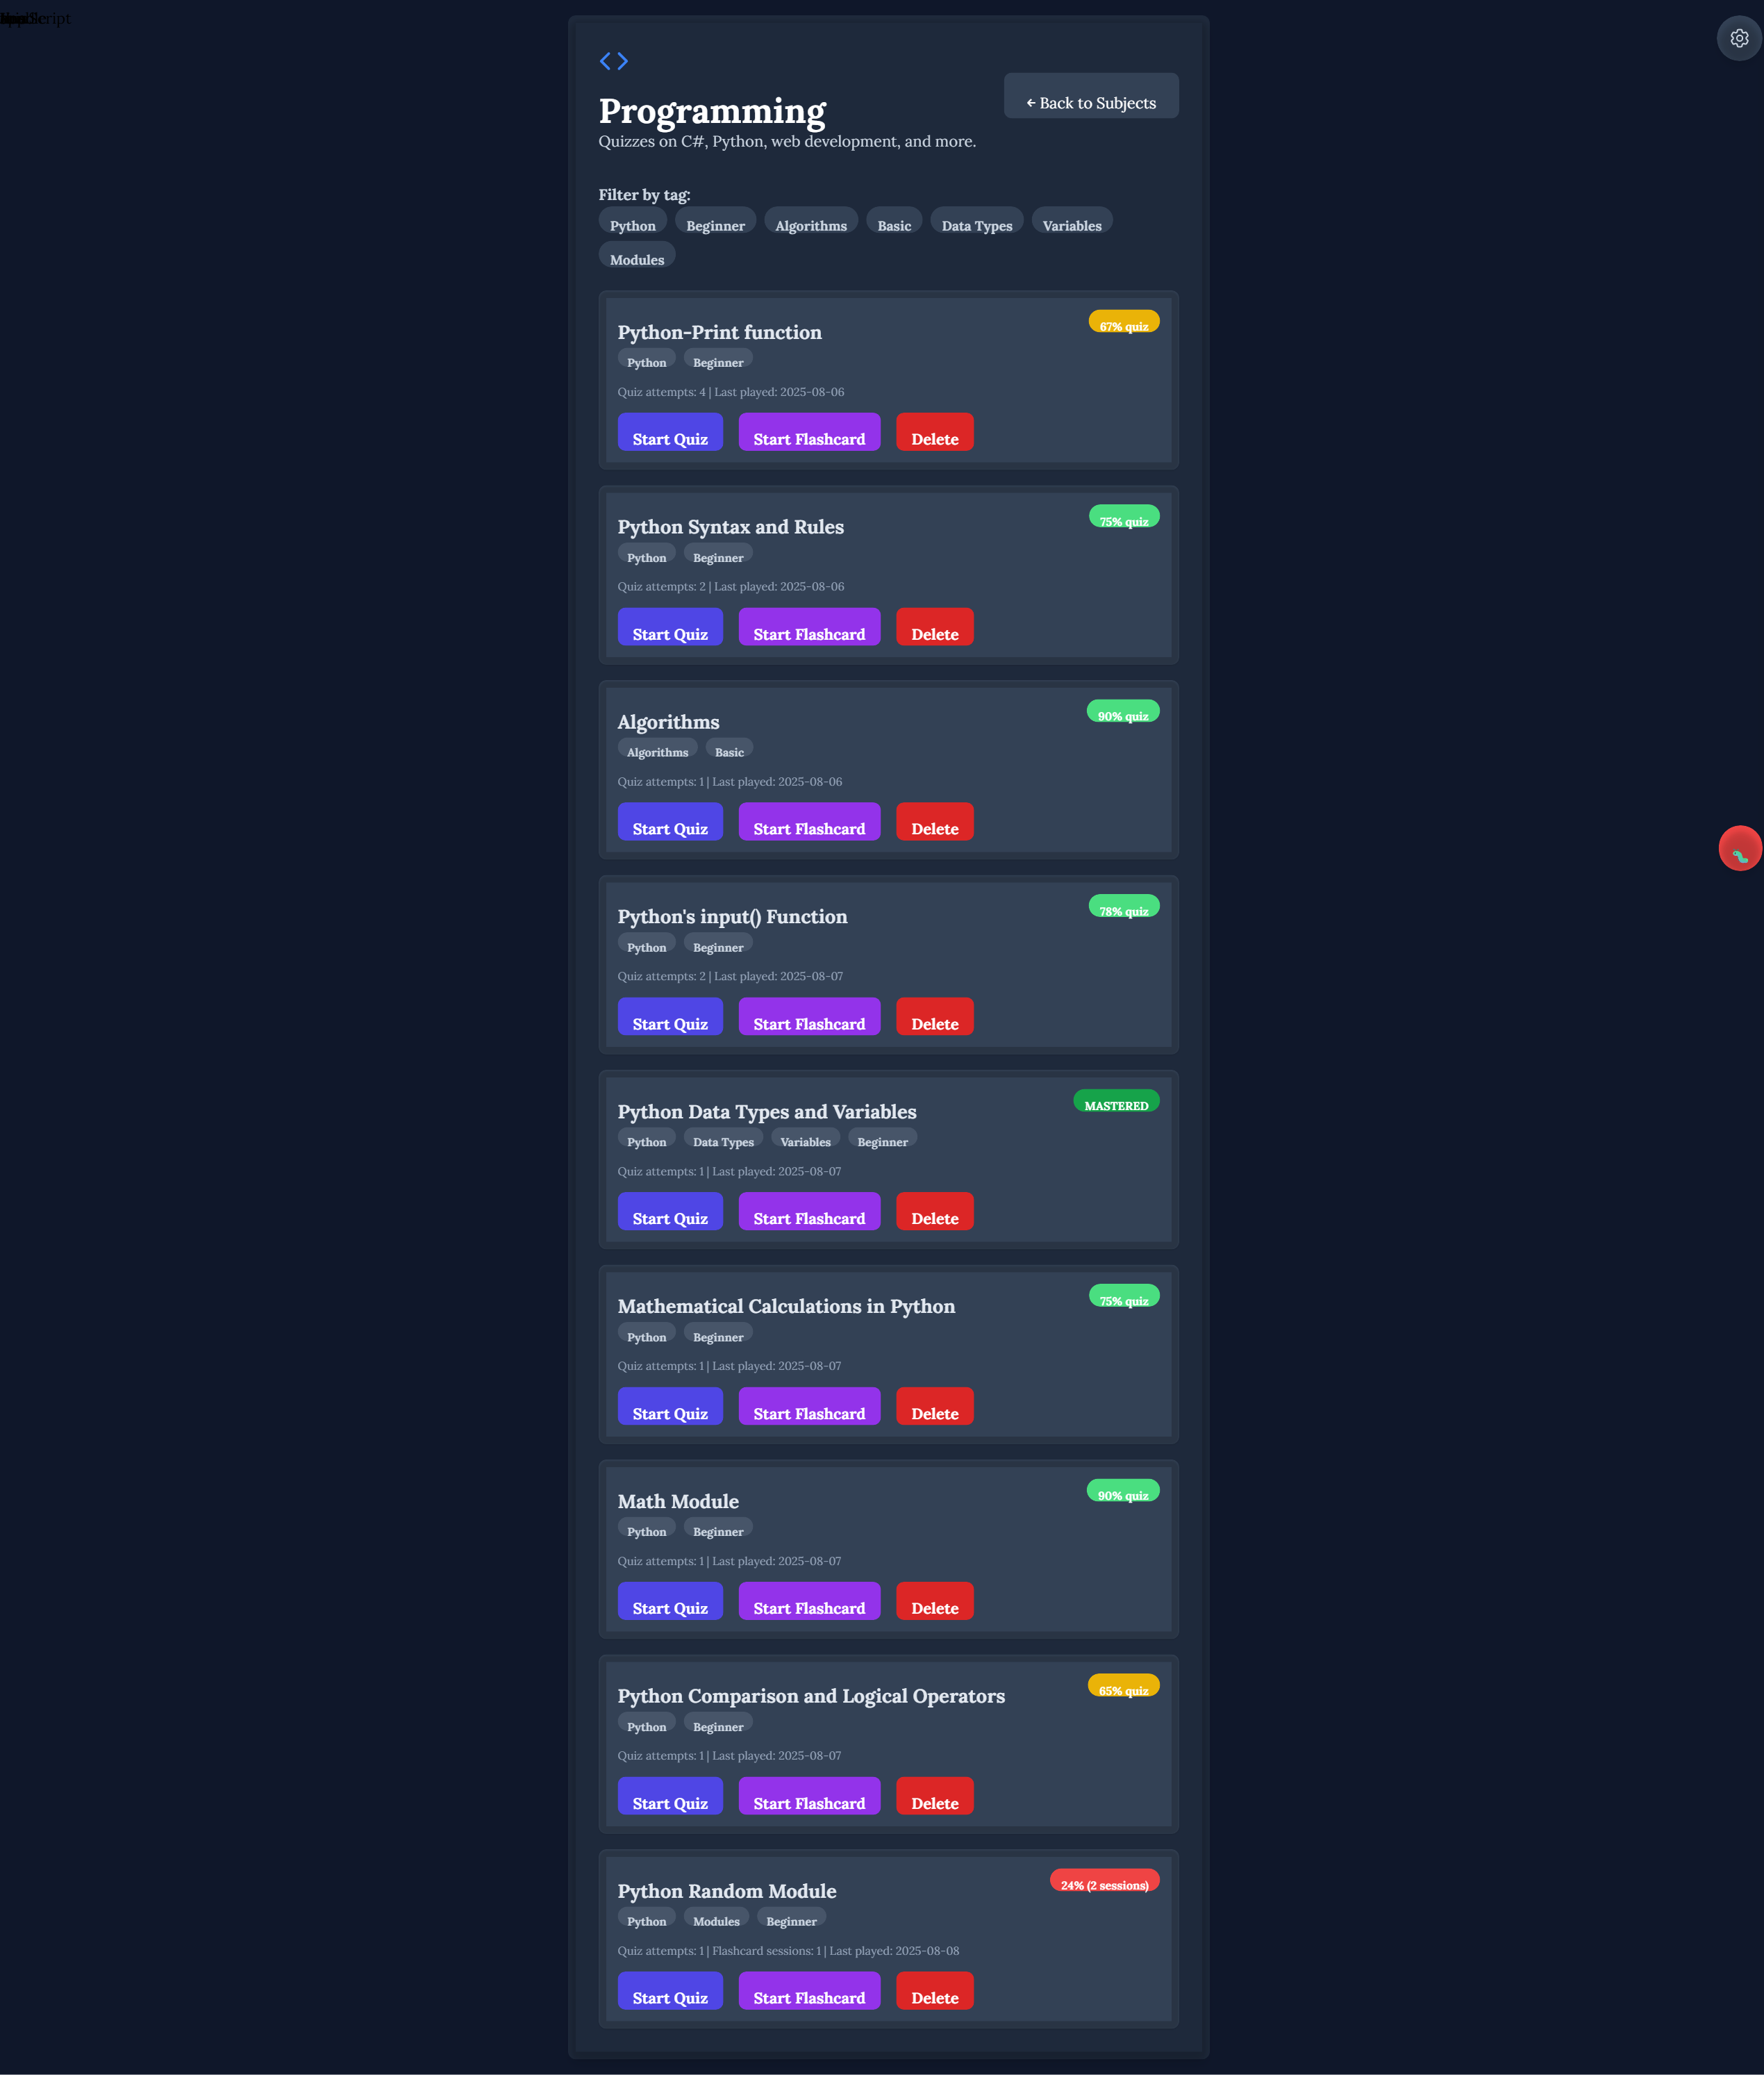 Programming
← Back to Subjects
Quizzes on C#, Python, web development, and more.
Filter by tag:
Python Beginner Algorithms Basic Data Types Variables
Modules
Python-Print function
67% quiz
Python Beginner
Quiz attempts: 4 | Last played: 2025-08-06
Start Quiz Start Flashcard Delete
Python Syntax and Rules
75% quiz
Python Beginner
Quiz attempts: 2 | Last played: 2025-08-06
Start Quiz Start Flashcard Delete
Algorithms
90% quiz
Algorithms Basic
Quiz attempts: 1 | Last played: 2025-08-06
Start Quiz Start Flashcard Delete
Python's input() Function
78% quiz
Python Beginner
Quiz attempts: 2 | Last played: 2025-08-07
Start Quiz Start Flashcard Delete
Python Data Types and Variables
MASTERED
Python Data Types Variables Beginner
Quiz attempts: 1 | Last played: 2025-08-07
Start Quiz Start Flashcard Delete
Mathematical Calculations in Python
75% quiz
Python Beginner
Quiz attempts: 1 | Last played: 2025-08-07
Start Quiz Start Flashcard Delete
Math Module
90% quiz
Python Beginner
Quiz attempts: 1 | Last played: 2025-08-07
Start Quiz Start Flashcard Delete
Python Comparison and Logical Operators
65% quiz
Python Beginner
Quiz attempts: 1 | Last played: 2025-08-07
Start Quiz Start Flashcard Delete
Python Random Module
24% (2 sessions)
Python Modules Beginner
Quiz attempts: 1 | Flashcard sessions: 1 | Last played: 2025-08-08
Start Quiz Start Flashcard Delete